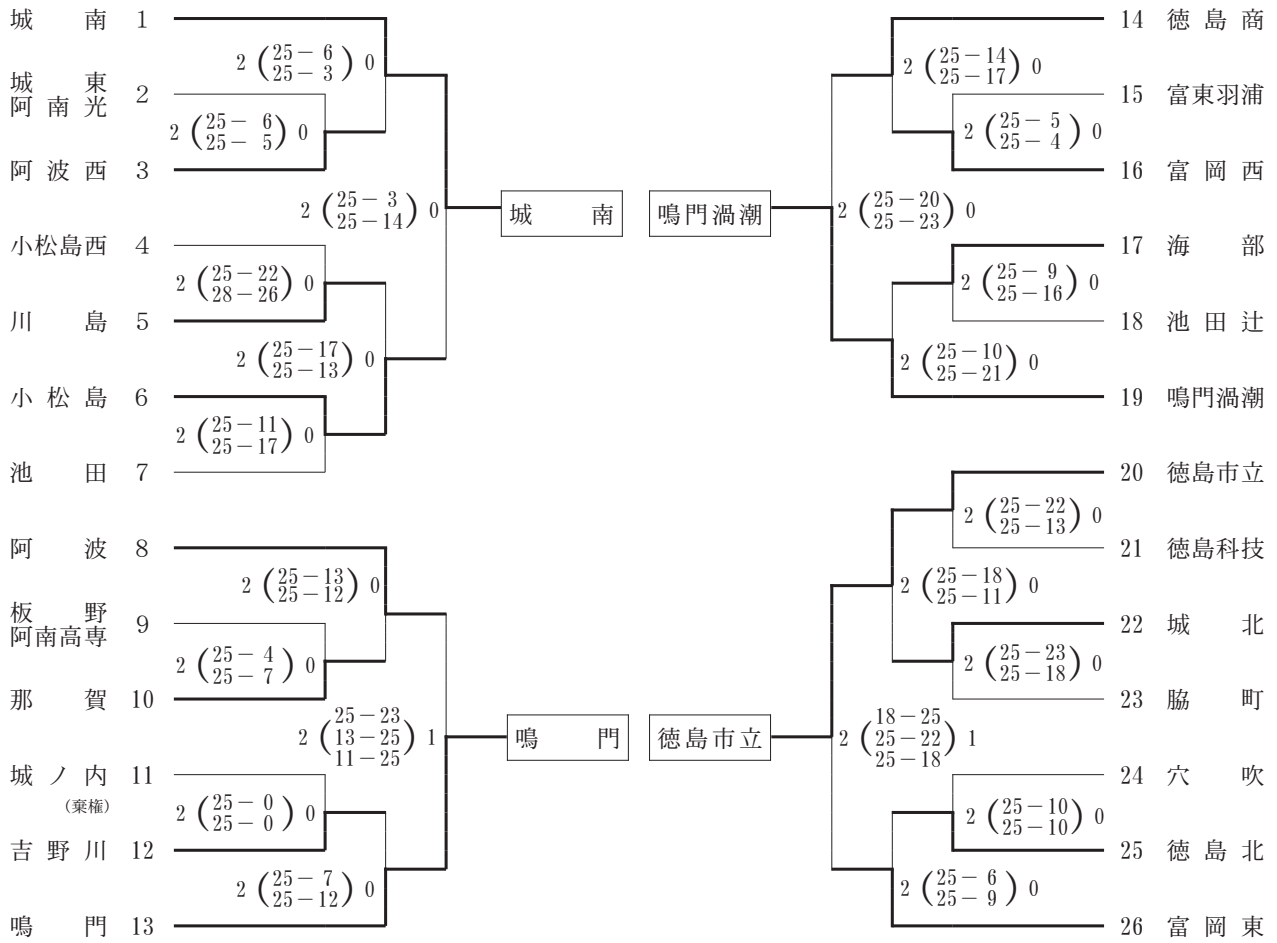 城南 1
2 (25－6 25－3) 0
城東
阿南光 2
2 (25－6 25－5) 0
阿波西 3
2 (25－3 25－14) 0
城南
小松島西 4
2 (25－22 28－26) 0
川島 5
2 (25－17 25－13) 0
小松島 6
2 (25－11 25－17) 0
池田 7
阿波 8
2 (25－13 25－12) 0
板野
阿南高専 9
2 (25－4 25－7) 0
那賀 10
2 (25－23 13－25 11－25) 1
鳴門
城ノ内 11
(棄権)
2 (25－0 25－0) 0
吉野川 12
2 (25－7 25－12) 0
鳴門 13
14 徳島商
2 (25－14 25－17) 0
15 富東羽浦
2 (25－5 25－4) 0
16 富岡西
鳴門渦潮
2 (25－20 25－23) 0
17 海部
2 (25－9 25－16) 0
18 池田辻
2 (25－10 25－21) 0
19 鳴門渦潮
20 徳島市立
2 (25－22 25－13) 0
21 徳島科技
2 (25－18 25－11) 0
22 城北
2 (25－23 25－18) 0
23 脇町
徳島市立
2 (18－25 25－22 25－18) 1
24 穴吹
2 (25－10 25－10) 0
25 徳島北
2 (25－6 25－9) 0
26 富岡東